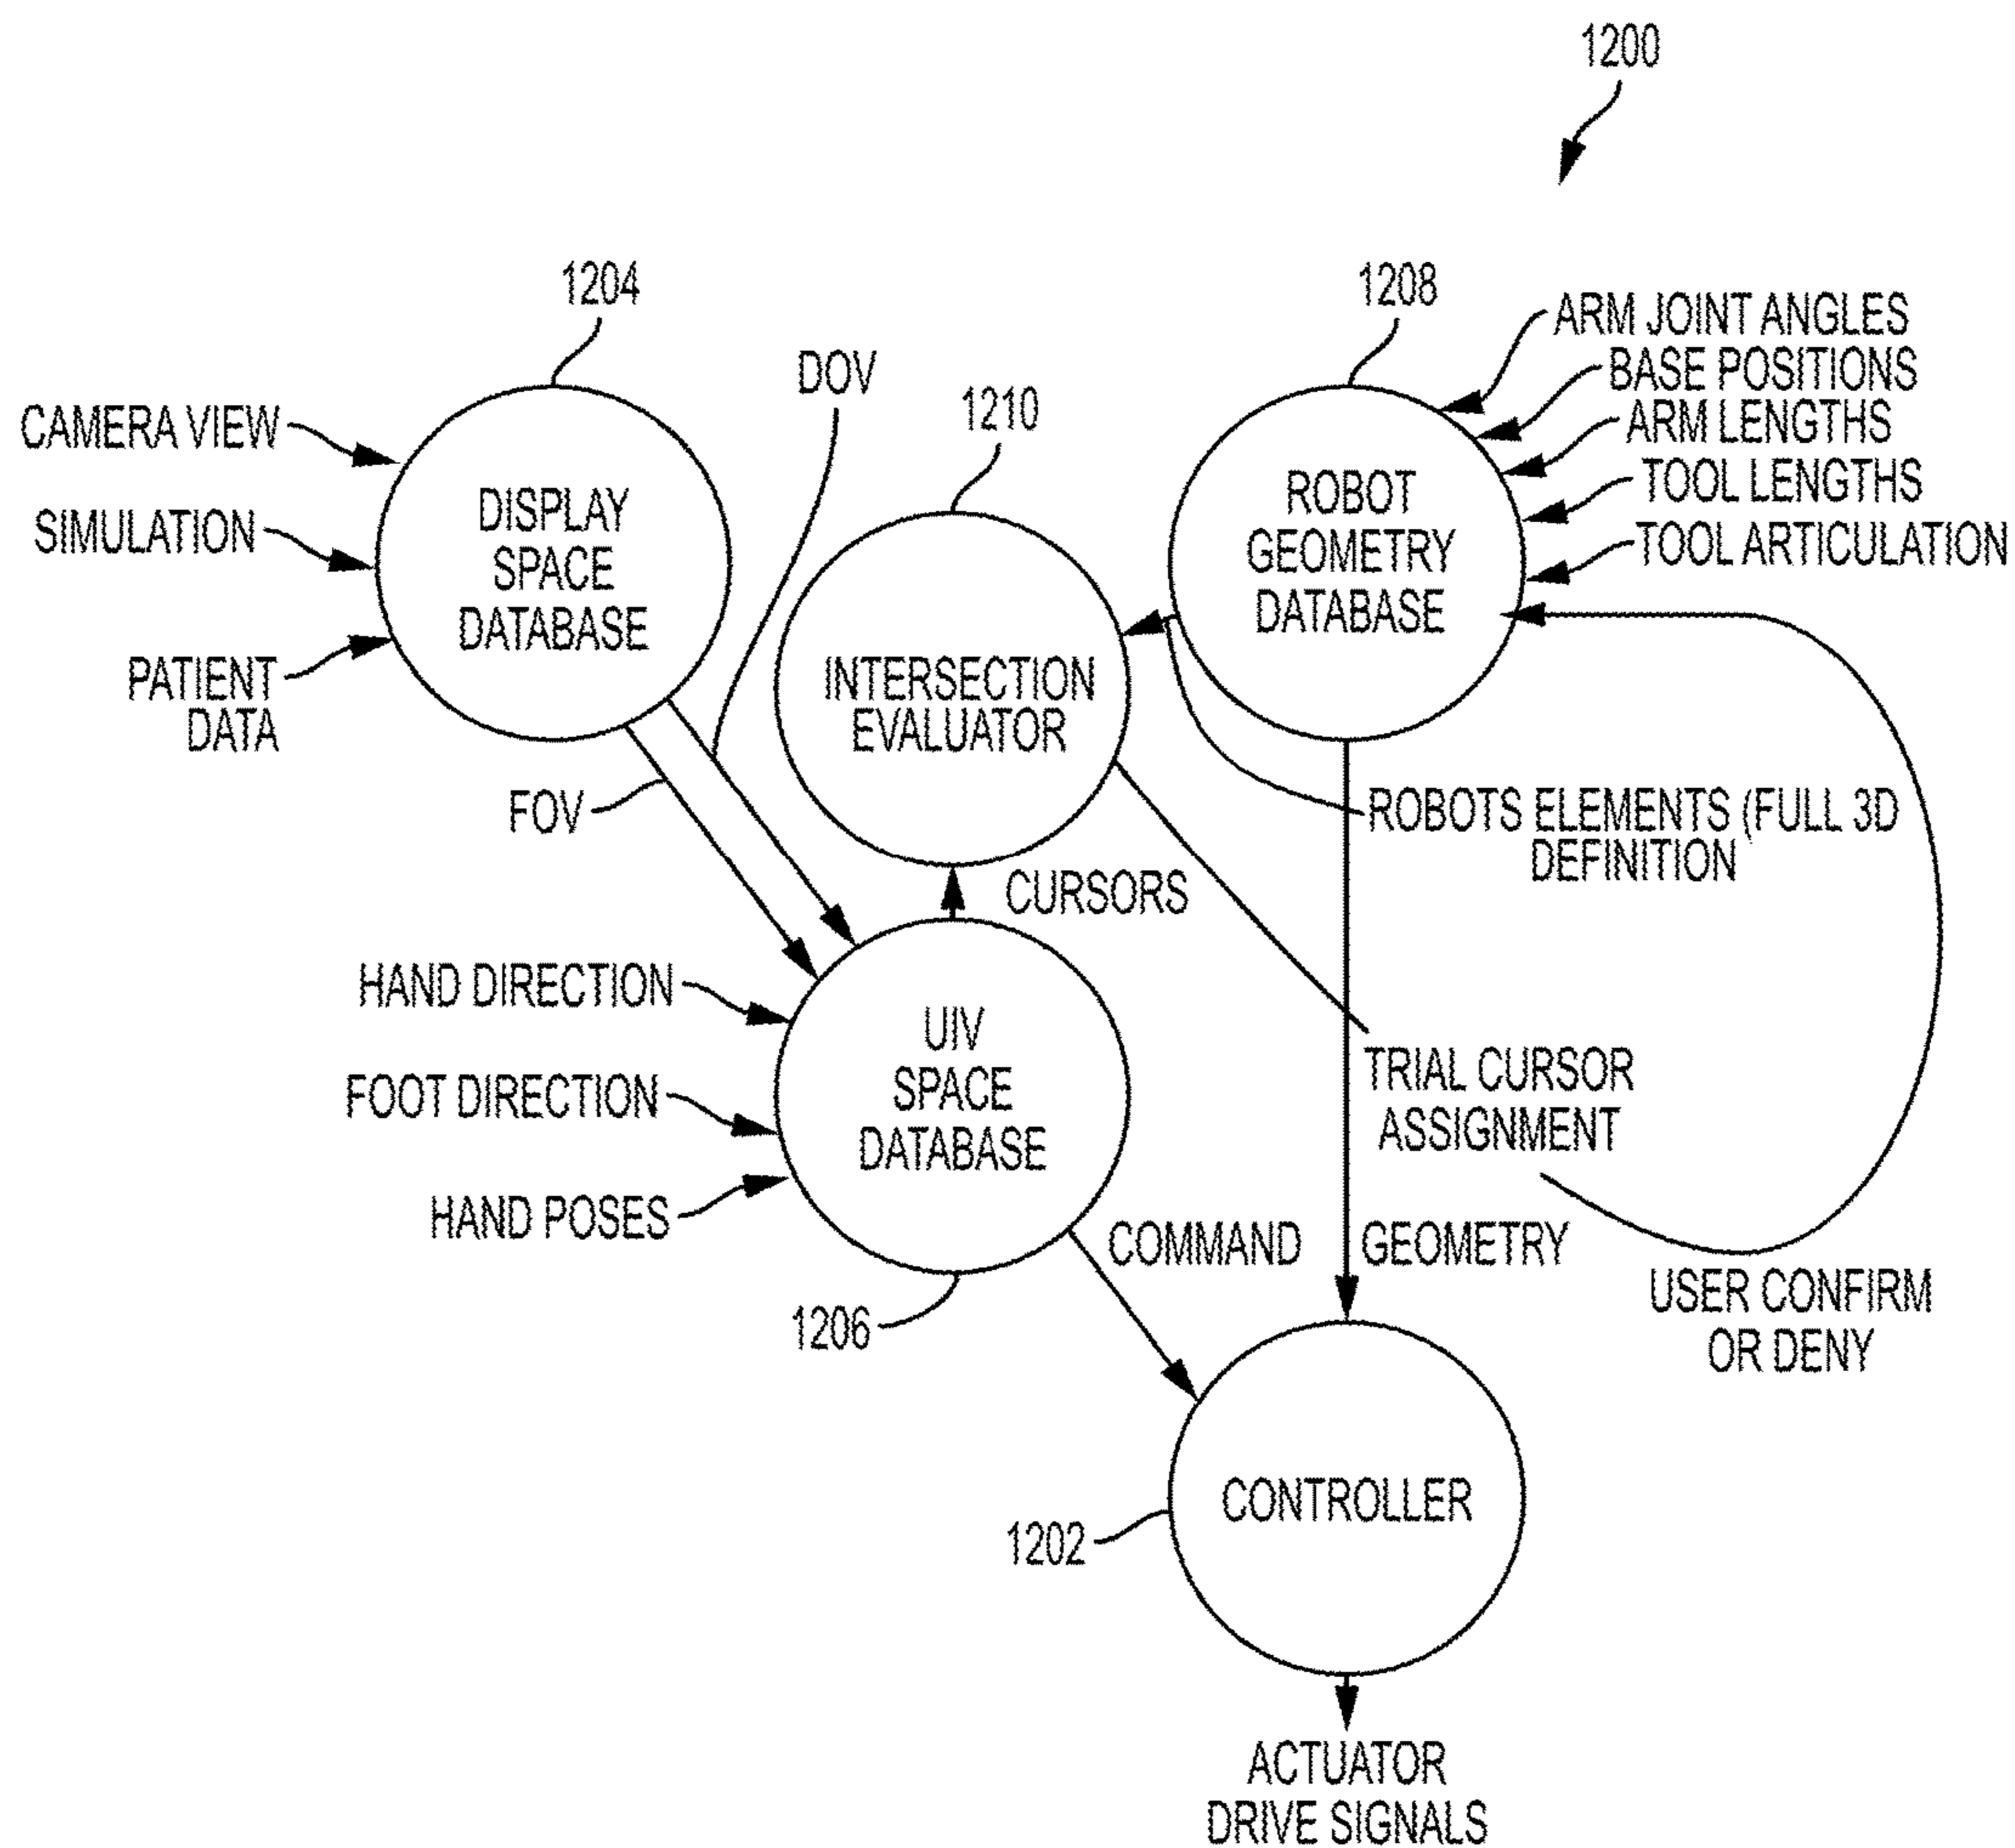 1200
1204
1208
DOV
1210
ARM JOINT ANGLES
BASE POSITIONS
ARM LENGTHS
TOOL LENGTHS
TOOL ARTICULATION
CAMERA VIEW
SIMULATION
PATIENT
DATA
DISPLAY
SPACE
DATABASE
INTERSECTION
EVALUATOR
ROBOT
GEOMETRY
DATABASE
FOV
ROBOTS ELEMENTS (FULL 3D
DEFINITION
CURSORS
HAND DIRECTION
FOOT DIRECTION
HAND POSES
UIV
SPACE
DATABASE
TRIAL CURSOR
ASSIGNMENT
COMMAND
GEOMETRY
USER CONFIRM
OR DENY
1206
CONTROLLER
1202
ACTUATOR
DRIVE SIGNALS